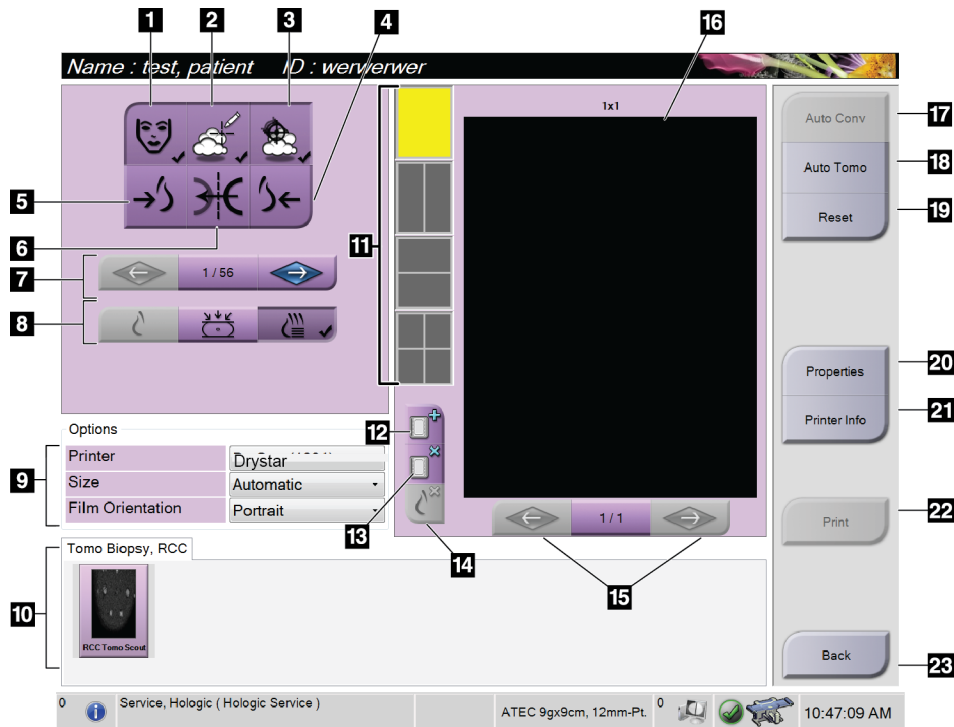 1
2
3
4
16
Name : test, patient ID : werwerwer
1x1
17
Auto Conv
18
Auto Tomo
19
Reset
5
6
11
7
1 / 56
8
20
Properties
21
Printer Info
12
Options
9
Printer
Drystar
Size
Automatic
Film Orientation
Portrait
13
14
1 / 1
15
22
Print
10
Tomo Biopsy, RCC
RCC Tomo Scout
Back
23
0
Service, Hologic ( Hologic Service )
ATEC 9gx9cm, 12mm-Pt.
0
10:47:09 AM